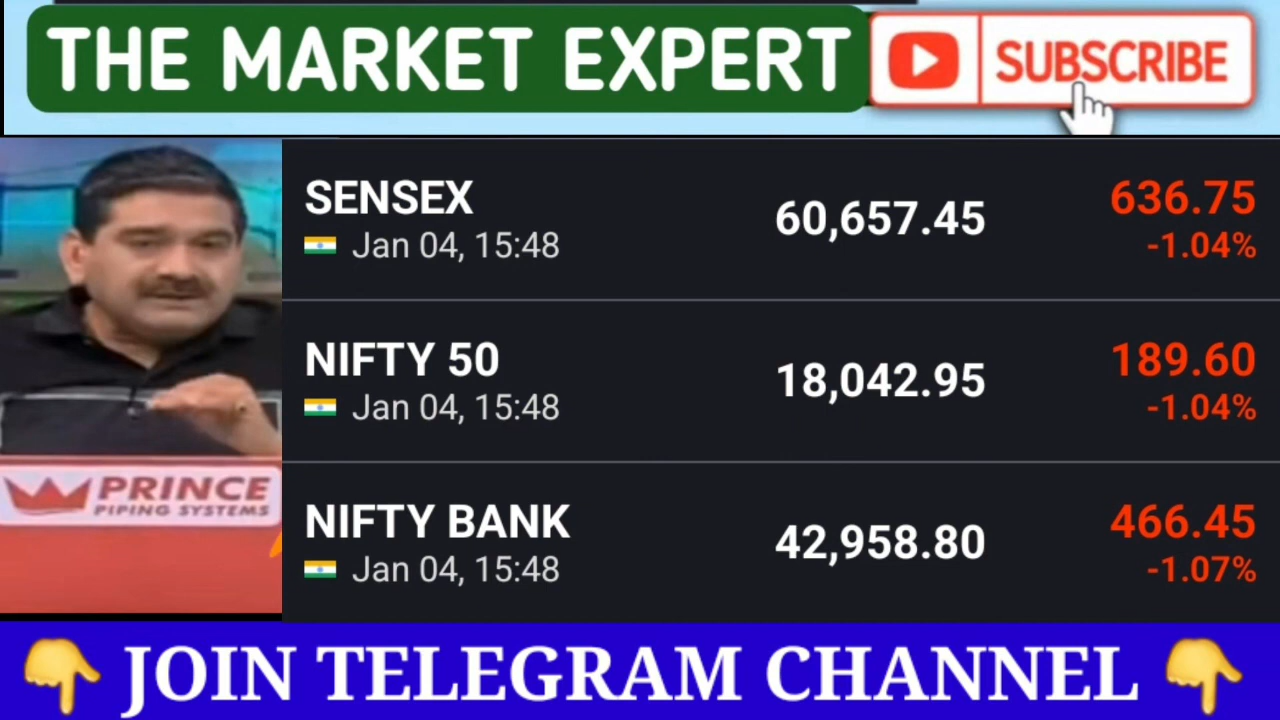 THE MARKET EXPERT
SUBSCRIBE
SENSEX
Jan 04, 15:48
60,657.45
636.75
-1.04%
NIFTY 50
Jan 04, 15:48
18,042.95
189.60
-1.04%
NIFTY BANK
Jan 04, 15:48
42,958.80
466.45
-1.07%
PRINCE
PIPING SYSTEMS
👇 JOIN TELEGRAM CHANNEL 👇